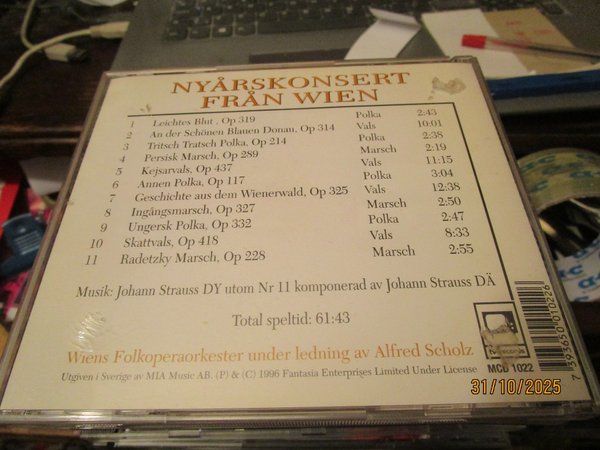 NYÅRSKONSERT
FRÅN WIEN
1 Leichtes Blut , Op 319 Polka 2:43
2 An der Schönen Blauen Donau, Op 314 Vals 10:01
3 Tritsch Tratsch Polka, Op 214 Polka 2:38
4 Persisk Marsch, Op 289 Marsch 2:19
5 Kejsarvals, Op 437 Vals 11:15
6 Annen Polka, Op 117 Polka 3:04
7 Geschichte aus dem Wienerwald, Op 325 Vals 12:38
8 Ingångsmarsch, Op 327 Marsch 2:50
9 Ungersk Polka, Op 332 Polka 2:47
10 Skattvals, Op 418 Vals 8:33
11 Radetzky Marsch, Op 228 Marsch 2:55
Musik: Johann Strauss DY utom Nr 11 komponerad av Johann Strauss DÄ
Total speltid: 61:43
Wiens Folkoperaorkester under ledning av Alfred Scholz
Utgiven i Sverige av MIA Music AB. (P) & (C) 1996 Fantasia Enterprises Limited Under License
MCD 1022
7 393620 010226
31/10/2025